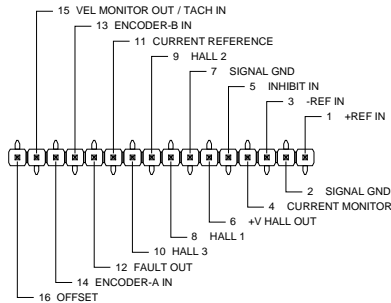 15 VEL MONITOR OUT / TACH IN
13 ENCODER-B IN
11 CURRENT REFERENCE
9 HALL 2
7 SIGNAL GND
5 INHIBIT IN
3 -REF IN
1 +REF IN
2 SIGNAL GND
4 CURRENT MONITOR
6 +V HALL OUT
8 HALL 1
10 HALL 3
12 FAULT OUT
14 ENCODER-A IN
16 OFFSET